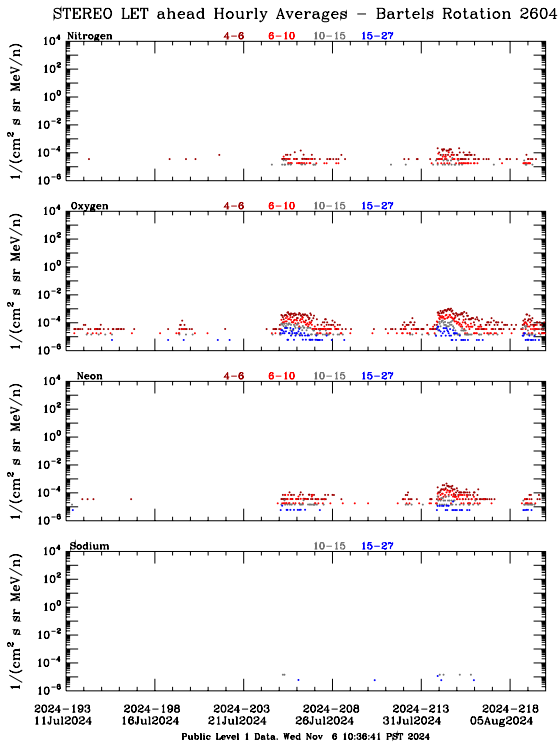 STEREO LET ahead Hourly Averages - Bartels Rotation 2604
Nitrogen 4-6 6-10 10-15 15-27
1/(cm² s sr MeV/n)
10⁴
10²
10⁰
10⁻²
10⁻⁴
10⁻⁶
Oxygen 4-6 6-10 10-15 15-27
1/(cm² s sr MeV/n)
10⁴
10²
10⁰
10⁻²
10⁻⁴
10⁻⁶
Neon 4-6 6-10 10-15 15-27
1/(cm² s sr MeV/n)
10⁴
10²
10⁰
10⁻²
10⁻⁴
10⁻⁶
Sodium 10-15 15-27
1/(cm² s sr MeV/n)
10⁴
10²
10⁰
10⁻²
10⁻⁴
10⁻⁶
2024-193 2024-198 2024-203 2024-208 2024-213 2024-218
11Jul2024 16Jul2024 21Jul2024 26Jul2024 31Jul2024 05Aug2024
Public Level 1 Data. Wed Nov 6 10:36:41 PST 2024